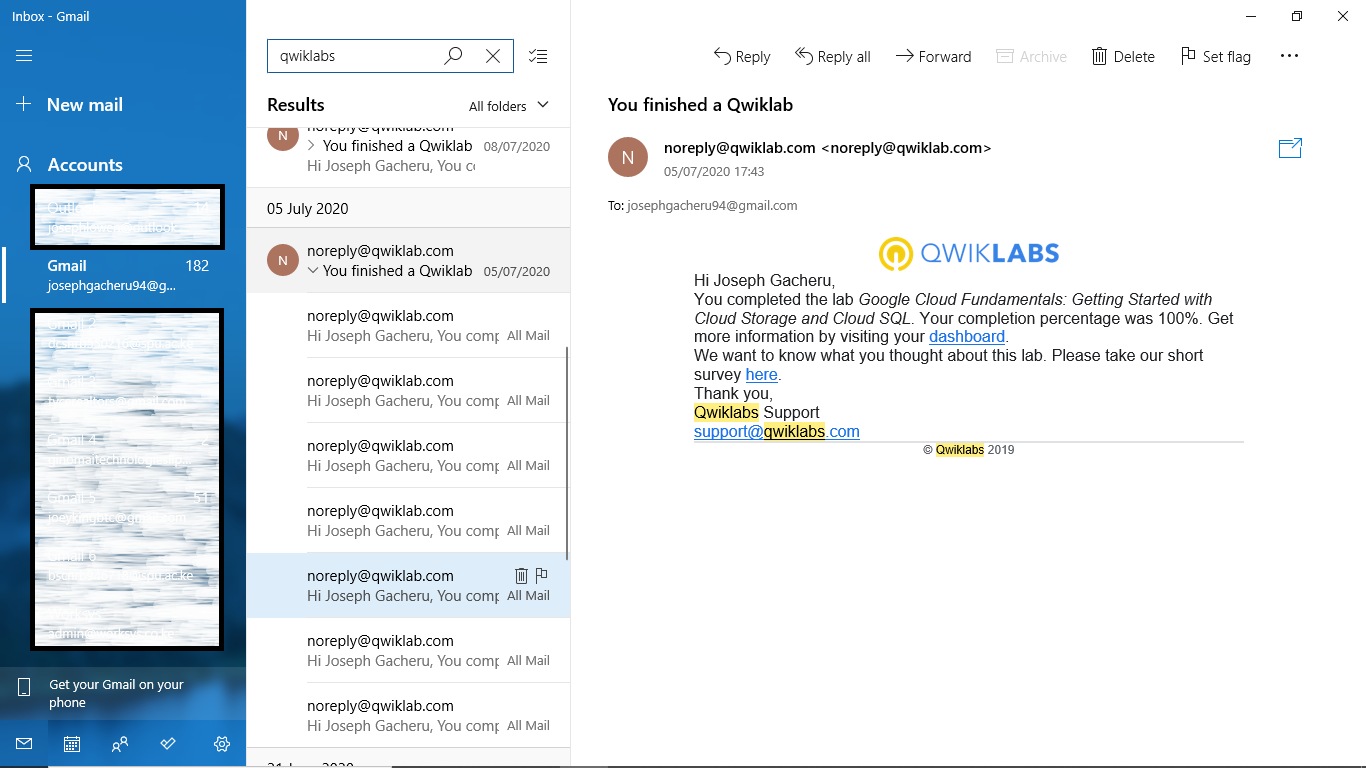 Inbox - Gmail
New mail
Accounts
Gmail 182
josephgacheru94@g...
Get your Gmail on your
phone
qwiklabs
Results All folders
noreply@qwiklab.com
You finished a Qwiklab 08/07/2020
Hi Joseph Gacheru, You cc
05 July 2020
N noreply@qwiklab.com
You finished a Qwiklab 05/07/2020
noreply@qwiklab.com
Hi Joseph Gacheru, You comp All Mail
noreply@qwiklab.com
Hi Joseph Gacheru, You comp All Mail
noreply@qwiklab.com
Hi Joseph Gacheru, You comp All Mail
noreply@qwiklab.com
Hi Joseph Gacheru, You comp All Mail
noreply@qwiklab.com
Hi Joseph Gacheru, You comp All Mail
noreply@qwiklab.com
Hi Joseph Gacheru, You comp All Mail
noreply@qwiklab.com
Hi Joseph Gacheru, You comp All Mail
Reply Reply all Forward Archive Delete Set flag
You finished a Qwiklab
N noreply@qwiklab.com <noreply@qwiklab.com>
05/07/2020 17:43
To: josephgacheru94@gmail.com
QWIKLABS
Hi Joseph Gacheru,
You completed the lab Google Cloud Fundamentals: Getting Started with
Cloud Storage and Cloud SQL. Your completion percentage was 100%. Get
more information by visiting your dashboard.
We want to know what you thought about this lab. Please take our short
survey here.
Thank you,
Qwiklabs Support
support@qwiklabs.com
© Qwiklabs 2019